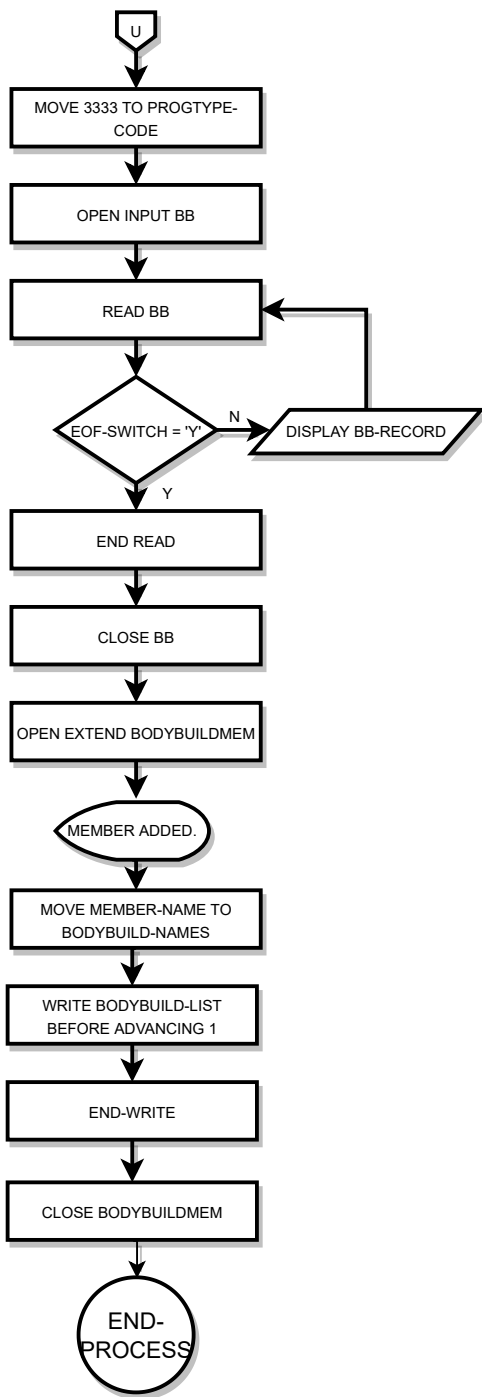 U
MOVE 3333 TO PROGTYPE-
CODE
OPEN INPUT BB
READ BB
EOF-SWITCH = 'Y'
N
DISPLAY BB-RECORD
Y
END READ
CLOSE BB
OPEN EXTEND BODYBUILDMEM
MEMBER ADDED.
MOVE MEMBER-NAME TO
BODYBUILD-NAMES
WRITE BODYBUILD-LIST
BEFORE ADVANCING 1
END-WRITE
CLOSE BODYBUILDMEM
END-
PROCESS